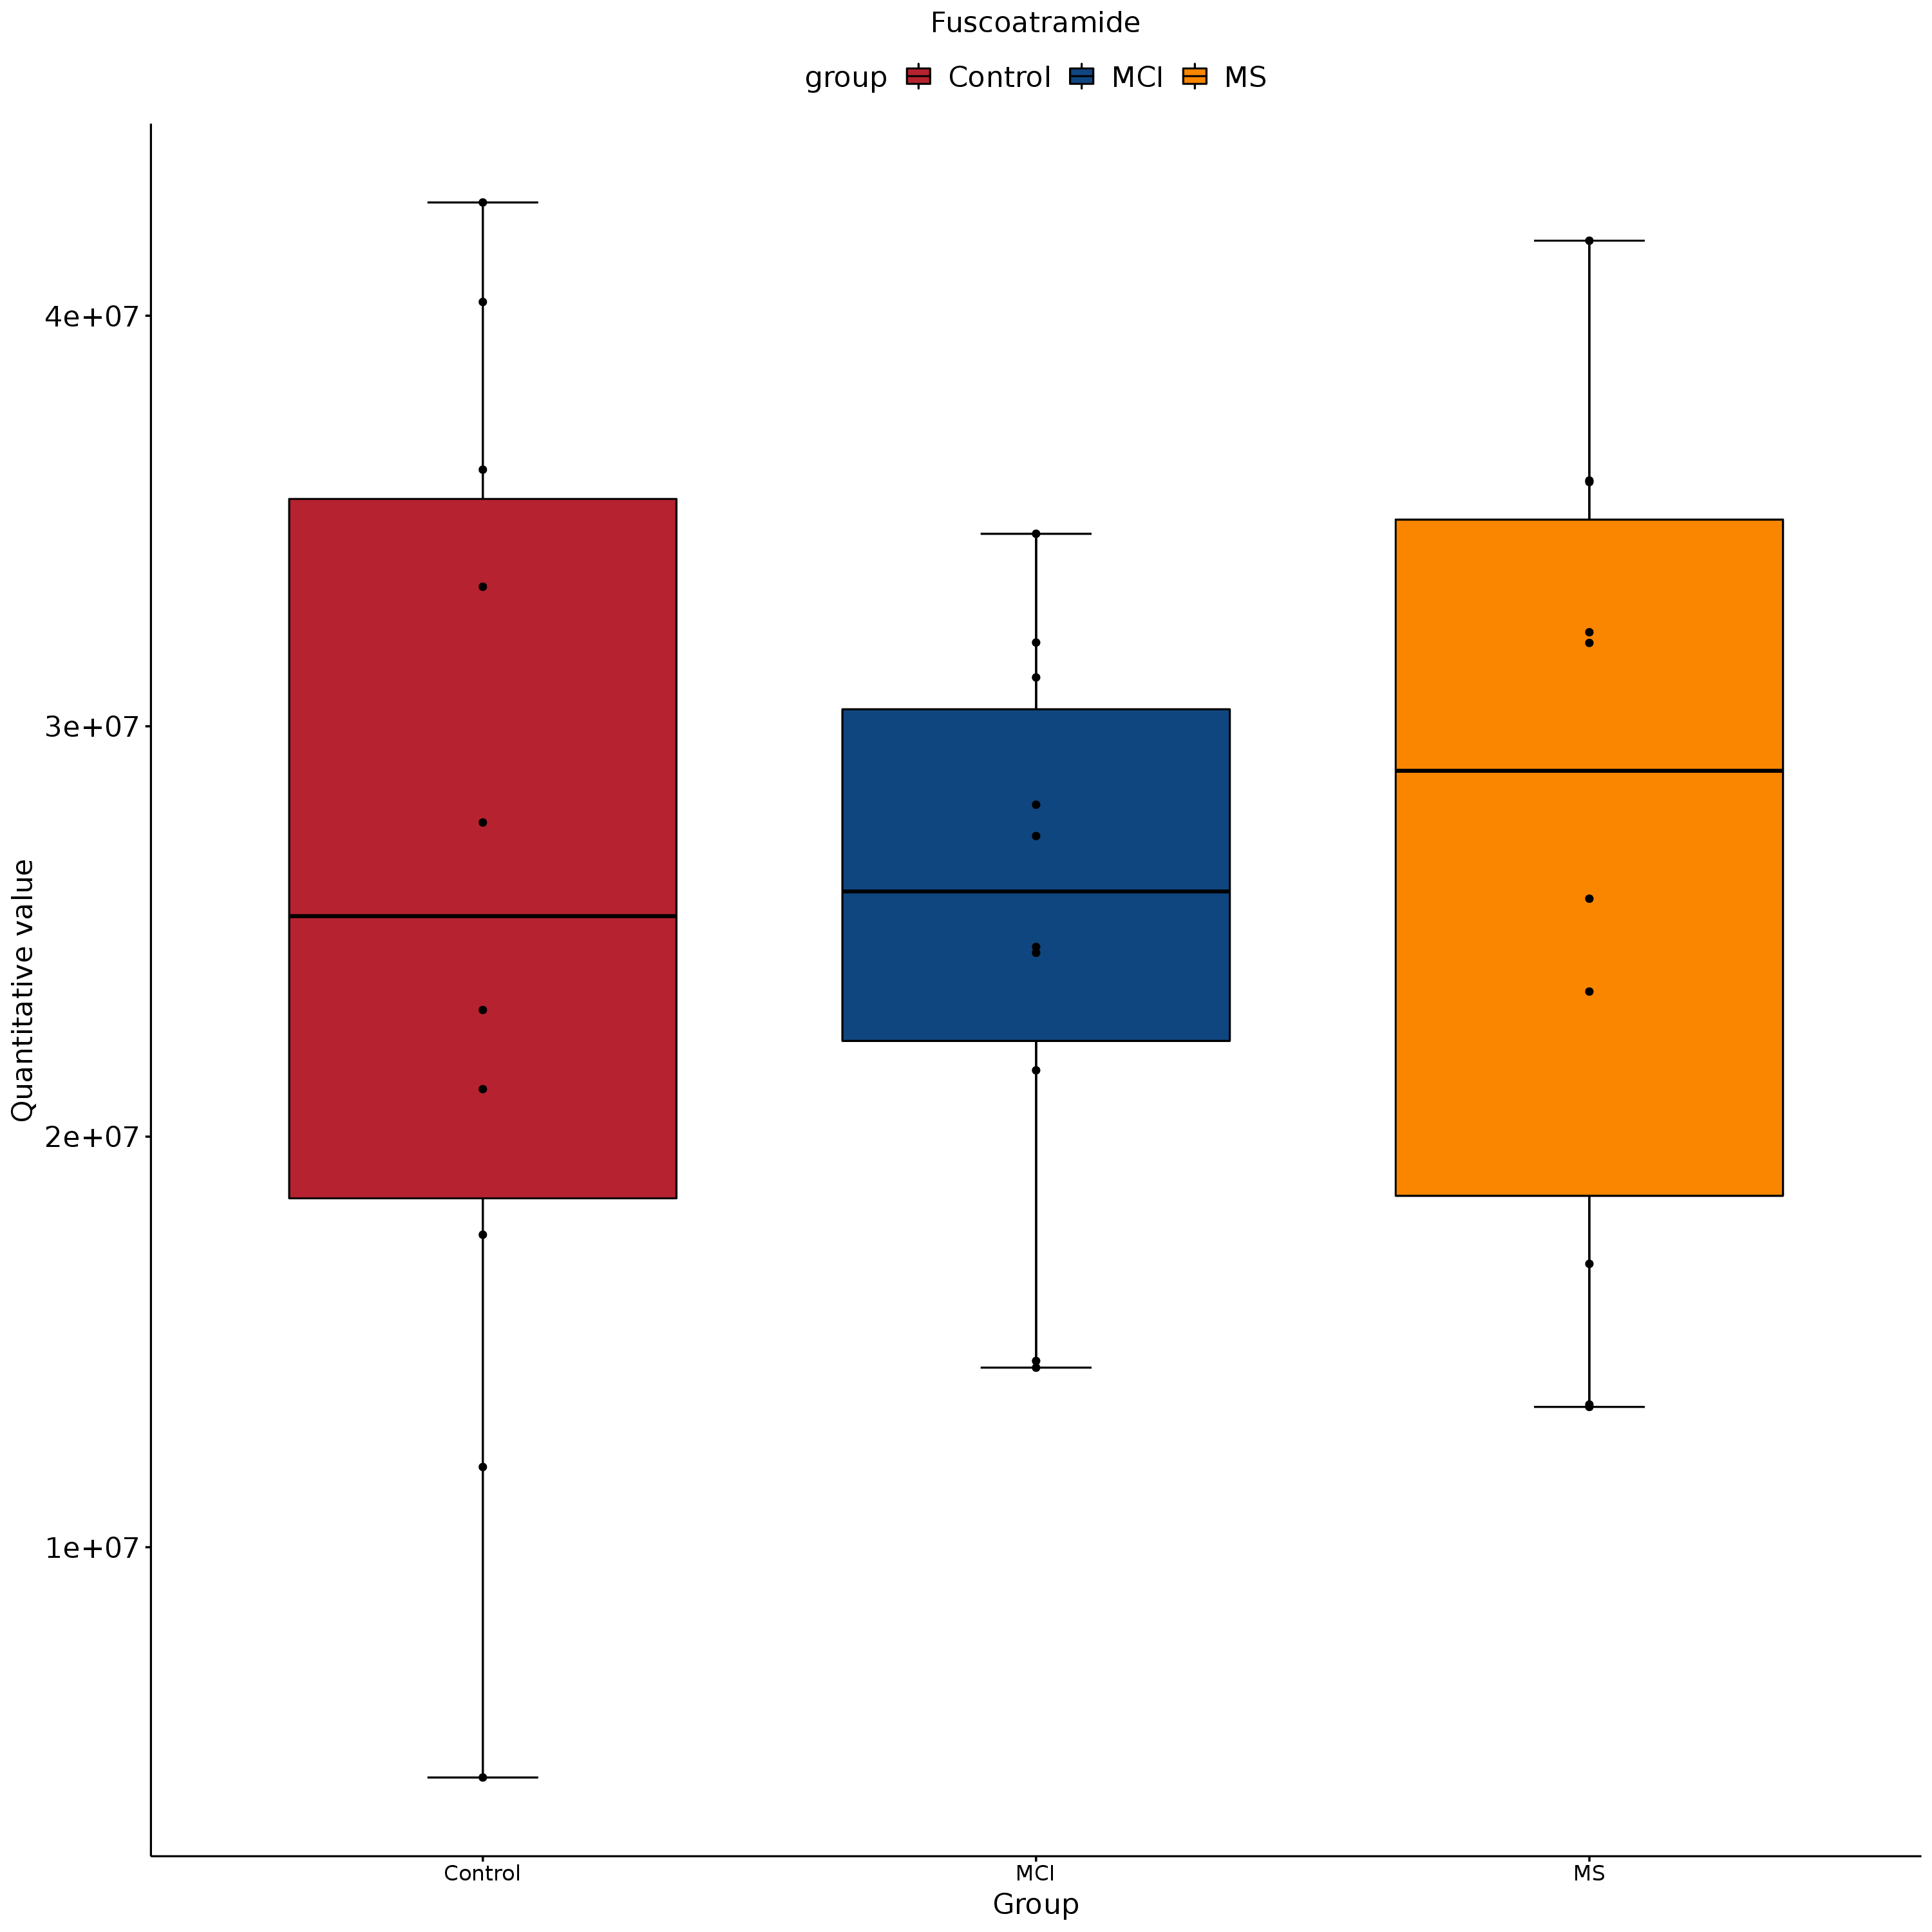 Fuscoatramide
group Control MCI MS
4e+07
3e+07
2e+07
1e+07
Quantitative value
Control MCI MS
Group